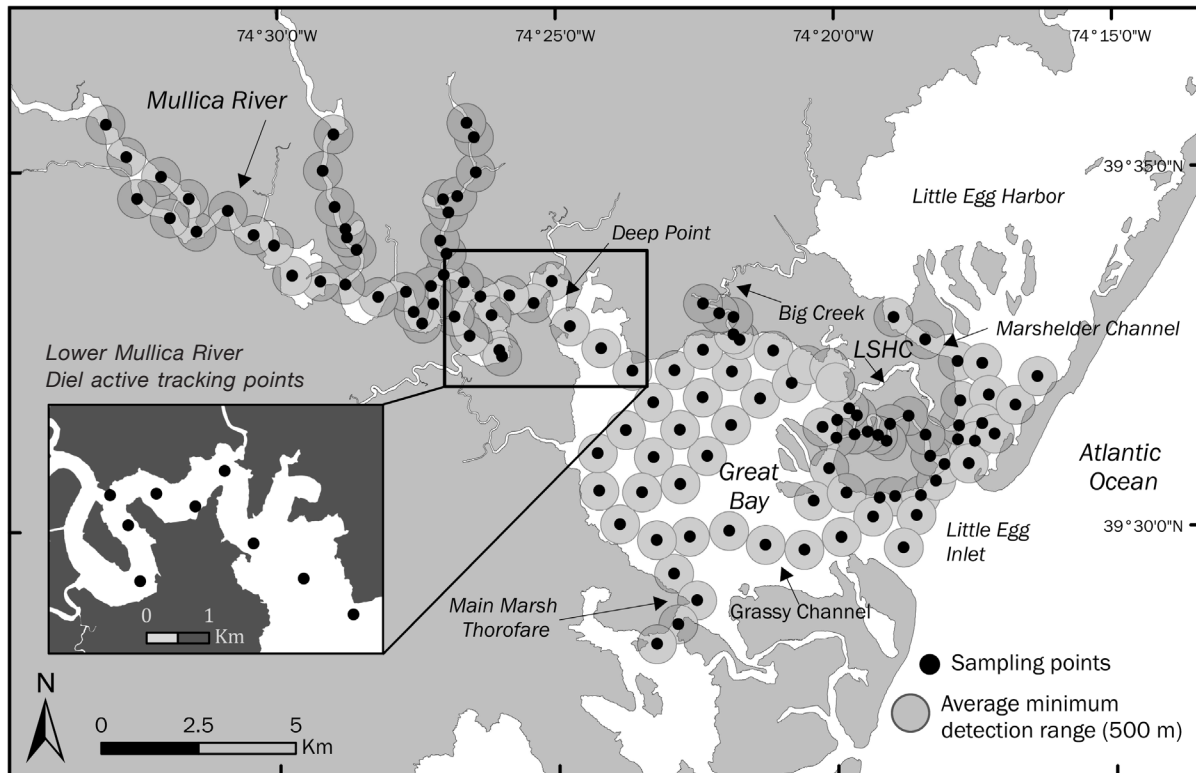 74°30'0"W
74°25'0"W
74°20'0"W
74°15'0"W
Mullica River
39°35'0"N
Little Egg Harbor
Deep Point
Big Creek
Marshelder Channel
LSHC
Lower Mullica River
Diel active tracking points
Atlantic
Ocean
Great
Bay
39°30'0"N
Little Egg
Inlet
Main Marsh
Thorofare
Grassy Channel
0 1
Km
Sampling points
Average minimum
detection range (500 m)
N
0 2.5 5
Km